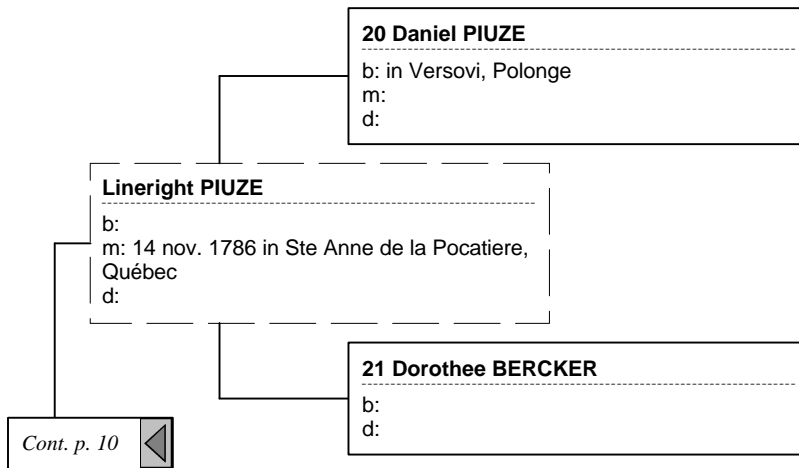 20 Daniel PIUZE
b: in Versovi, Polonge
m:
d:
Lineright PIUZE
b:
m: 14 nov. 1786 in Ste Anne de la Pocatiere,
Québec
d:
21 Dorothee BERCKER
b:
d:
Cont. p. 10